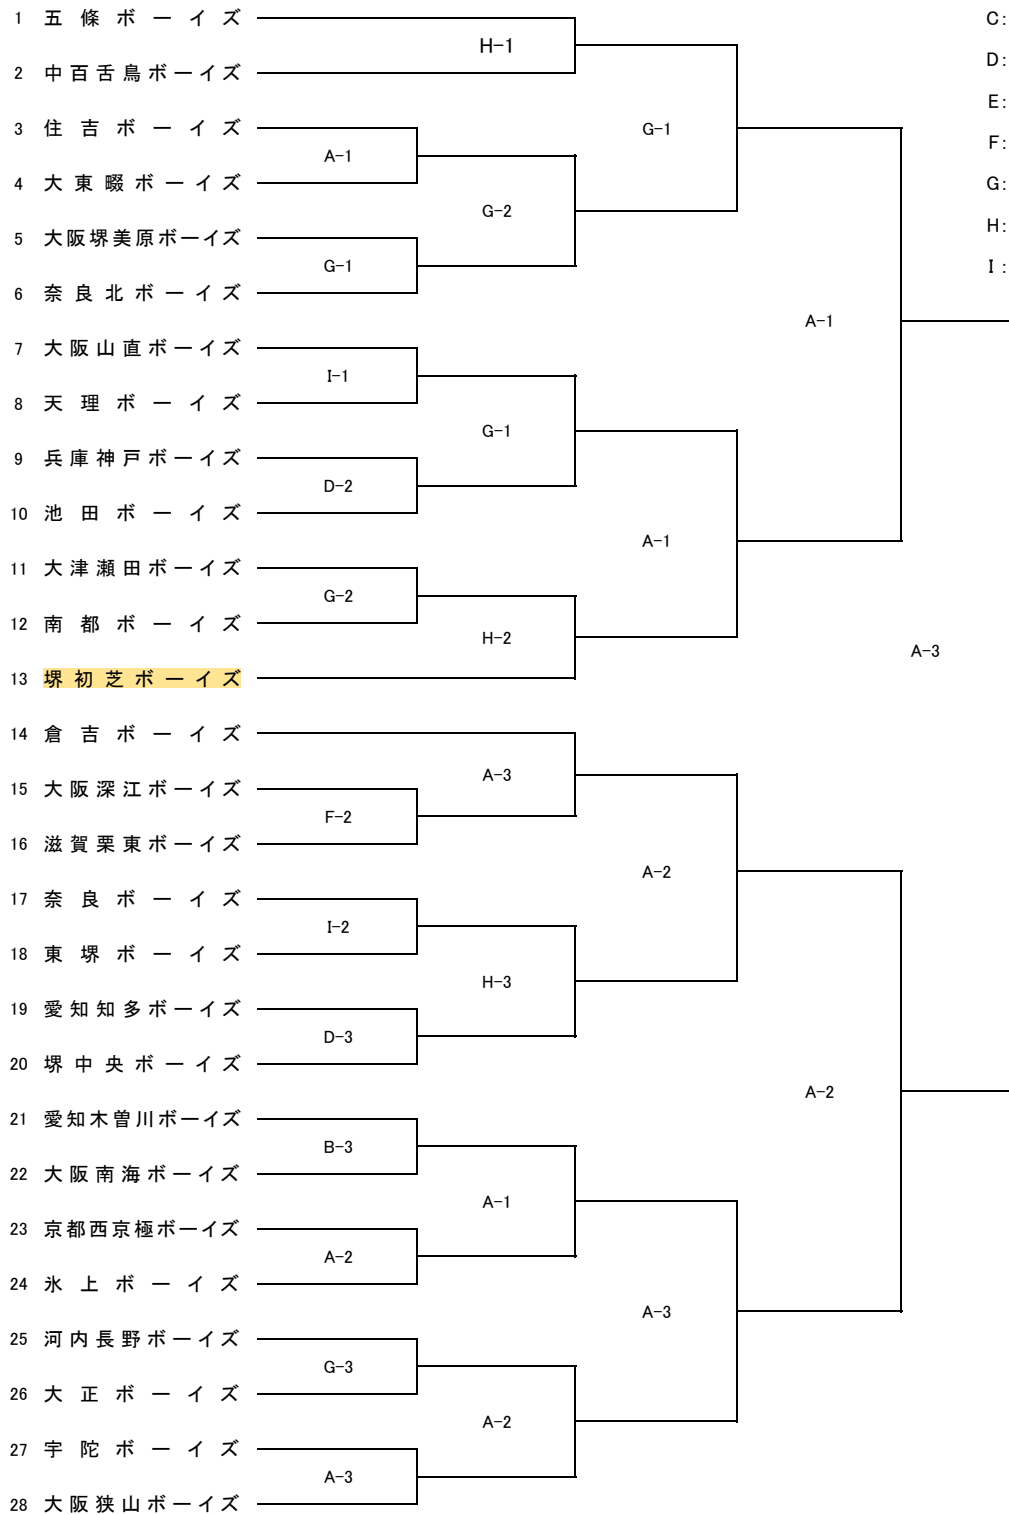 1 五條ボーイズ C:
H-1
2 中百舌鳥ボーイズ D:
E:
3 住吉ボーイズ G-1
A-1 F:
4 大東畷ボーイズ G:
G-2
5 大阪堺美原ボーイズ H:
G-1 I:
6 奈良北ボーイズ
A-1
7 大阪山直ボーイズ
I-1
8 天理ボーイズ
G-1
9 兵庫神戸ボーイズ
D-2
10 池田ボーイズ
A-1
11 大津瀬田ボーイズ
G-2
12 南都ボーイズ
H-2
A-3
13 堺初芝ボーイズ
14 倉吉ボーイズ
A-3
15 大阪深江ボーイズ
F-2
16 滋賀栗東ボーイズ
A-2
17 奈良ボーイズ
I-2
18 東堺ボーイズ
H-3
19 愛知知多ボーイズ
D-3
20 堺中央ボーイズ
A-2
21 愛知木曽川ボーイズ
B-3
22 大阪南海ボーイズ
A-1
23 京都西京極ボーイズ
A-2
24 氷上ボーイズ
A-3
25 河内長野ボーイズ
G-3
26 大正ボーイズ
A-2
27 宇陀ボーイズ
A-3
28 大阪狭山ボーイズ